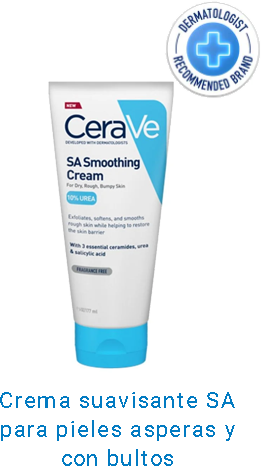 DERMATOLOGIST
RECOMMENDED BRAND
NEW
CeraVe
DEVELOPED WITH DERMATOLOGISTS
SA Smoothing
Cream
For Dry, Rough, Bumpy Skin
10% UREA
Exfoliates, softens, and smooths
rough skin while helping to restore
the skin barrier
With 3 essential ceramides, urea
& salicylic acid
FRAGRANCE FREE
Crema suavisante SA
para pieles asperas y
con bultos